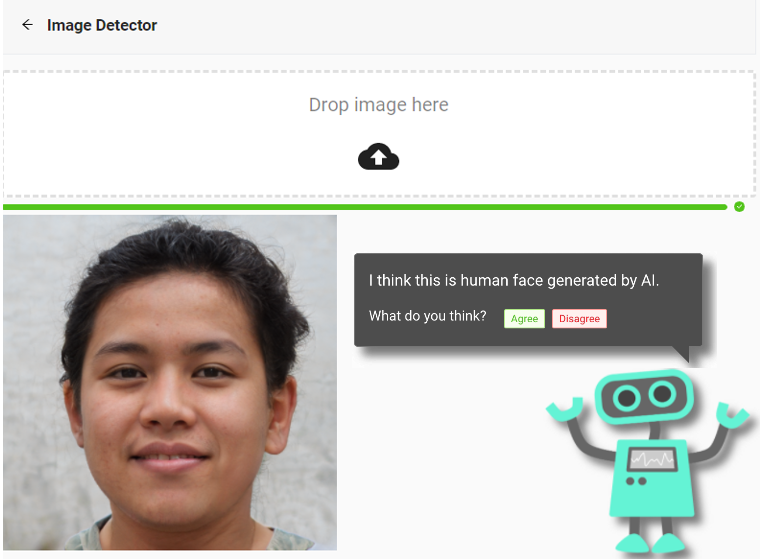 Image Detector
Drop image here
I think this is human face generated by AI.
What do you think? Agree Disagree